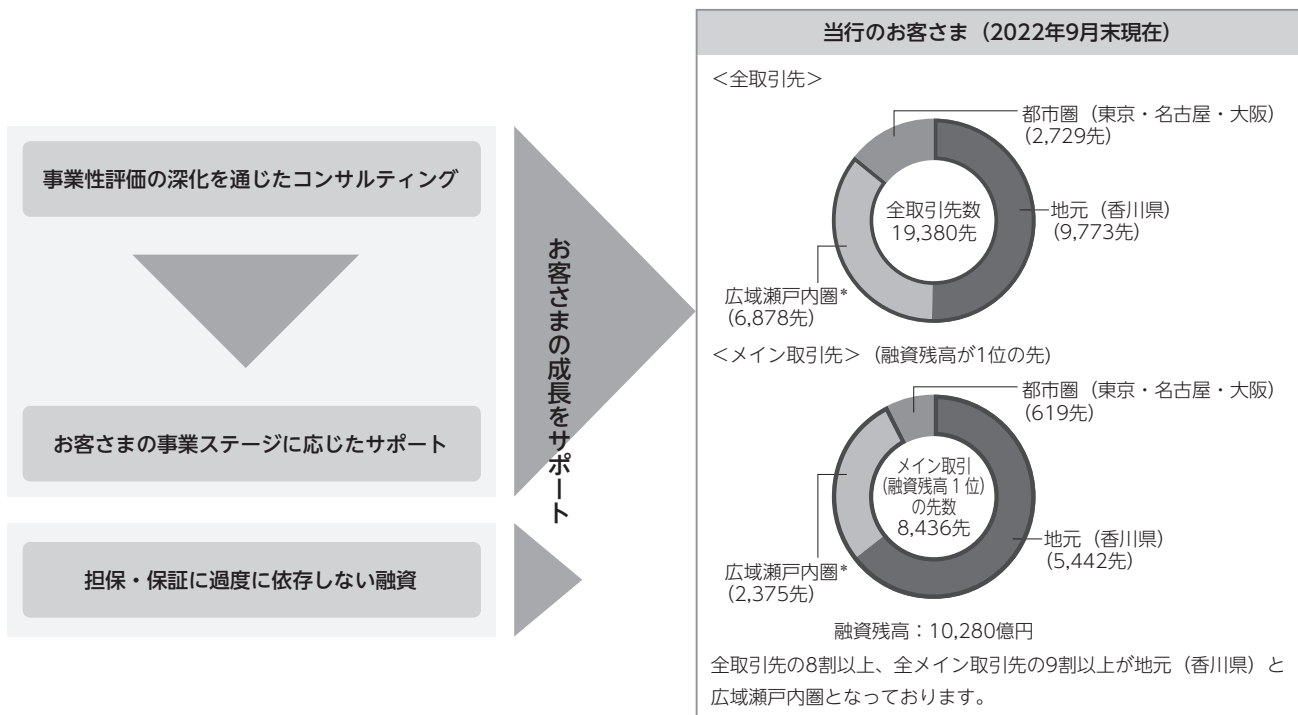 事業性評価の深化を通じたコンサルティング
お客さまの事業ステージに応じたサポート
担保・保証に過度に依存しない融資
お客さまの成長をサポート
当行のお客さま（2022年9月末現在）
＜全取引先＞
都市圏（東京・名古屋・大阪）
（2,729先）
全取引先数
19,380先
地元（香川県）
（9,773先）
広域瀬戸内圏*
（6,878先）
＜メイン取引先＞（融資残高が1位の先）
都市圏（東京・名古屋・大阪）
（619先）
メイン取引
（融資残高１位）
の先数
8,436先
地元（香川県）
（5,442先）
広域瀬戸内圏*
（2,375先）
融資残高：10,280億円
全取引先の8割以上、全メイン取引先の9割以上が地元（香川県）と
広域瀬戸内圏となっております。